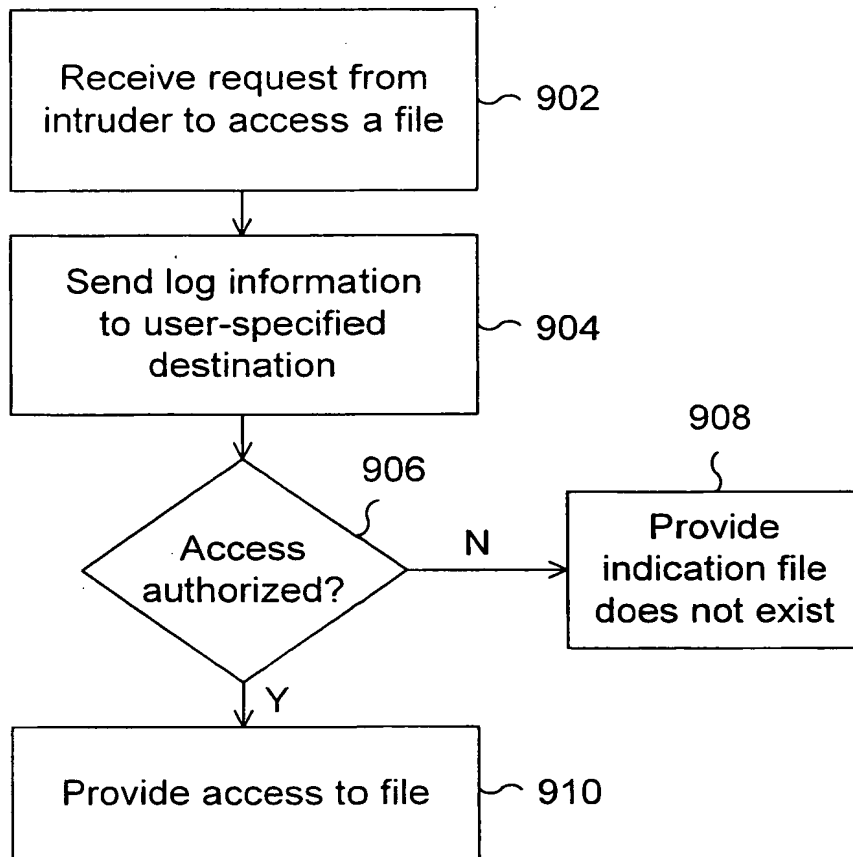 Receive request from
intruder to access a file
902
Send log information
to user-specified
destination
904
906
Access
authorized?
N
908
Provide
indication file
does not exist
Y
Provide access to file
910